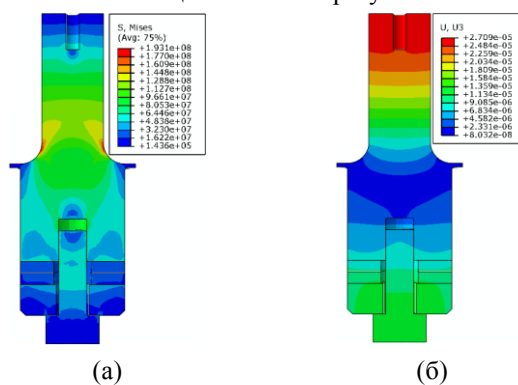 S, Mises
(Avg: 75%)
+1.931e+08
+1.770e+08
+1.609e+08
+1.448e+08
+1.288e+08
+1.127e+08
+9.661e+07
+8.053e+07
+6.446e+07
+4.838e+07
+3.230e+07
+1.622e+07
+1.436e+05
U, U3
+2.709e-05
+2.484e-05
+2.259e-05
+2.034e-05
+1.809e-05
+1.584e-05
+1.359e-05
+1.134e-05
+9.085e-06
+6.834e-06
+4.582e-06
+2.331e-06
+8.032e-08
(а)
(б)